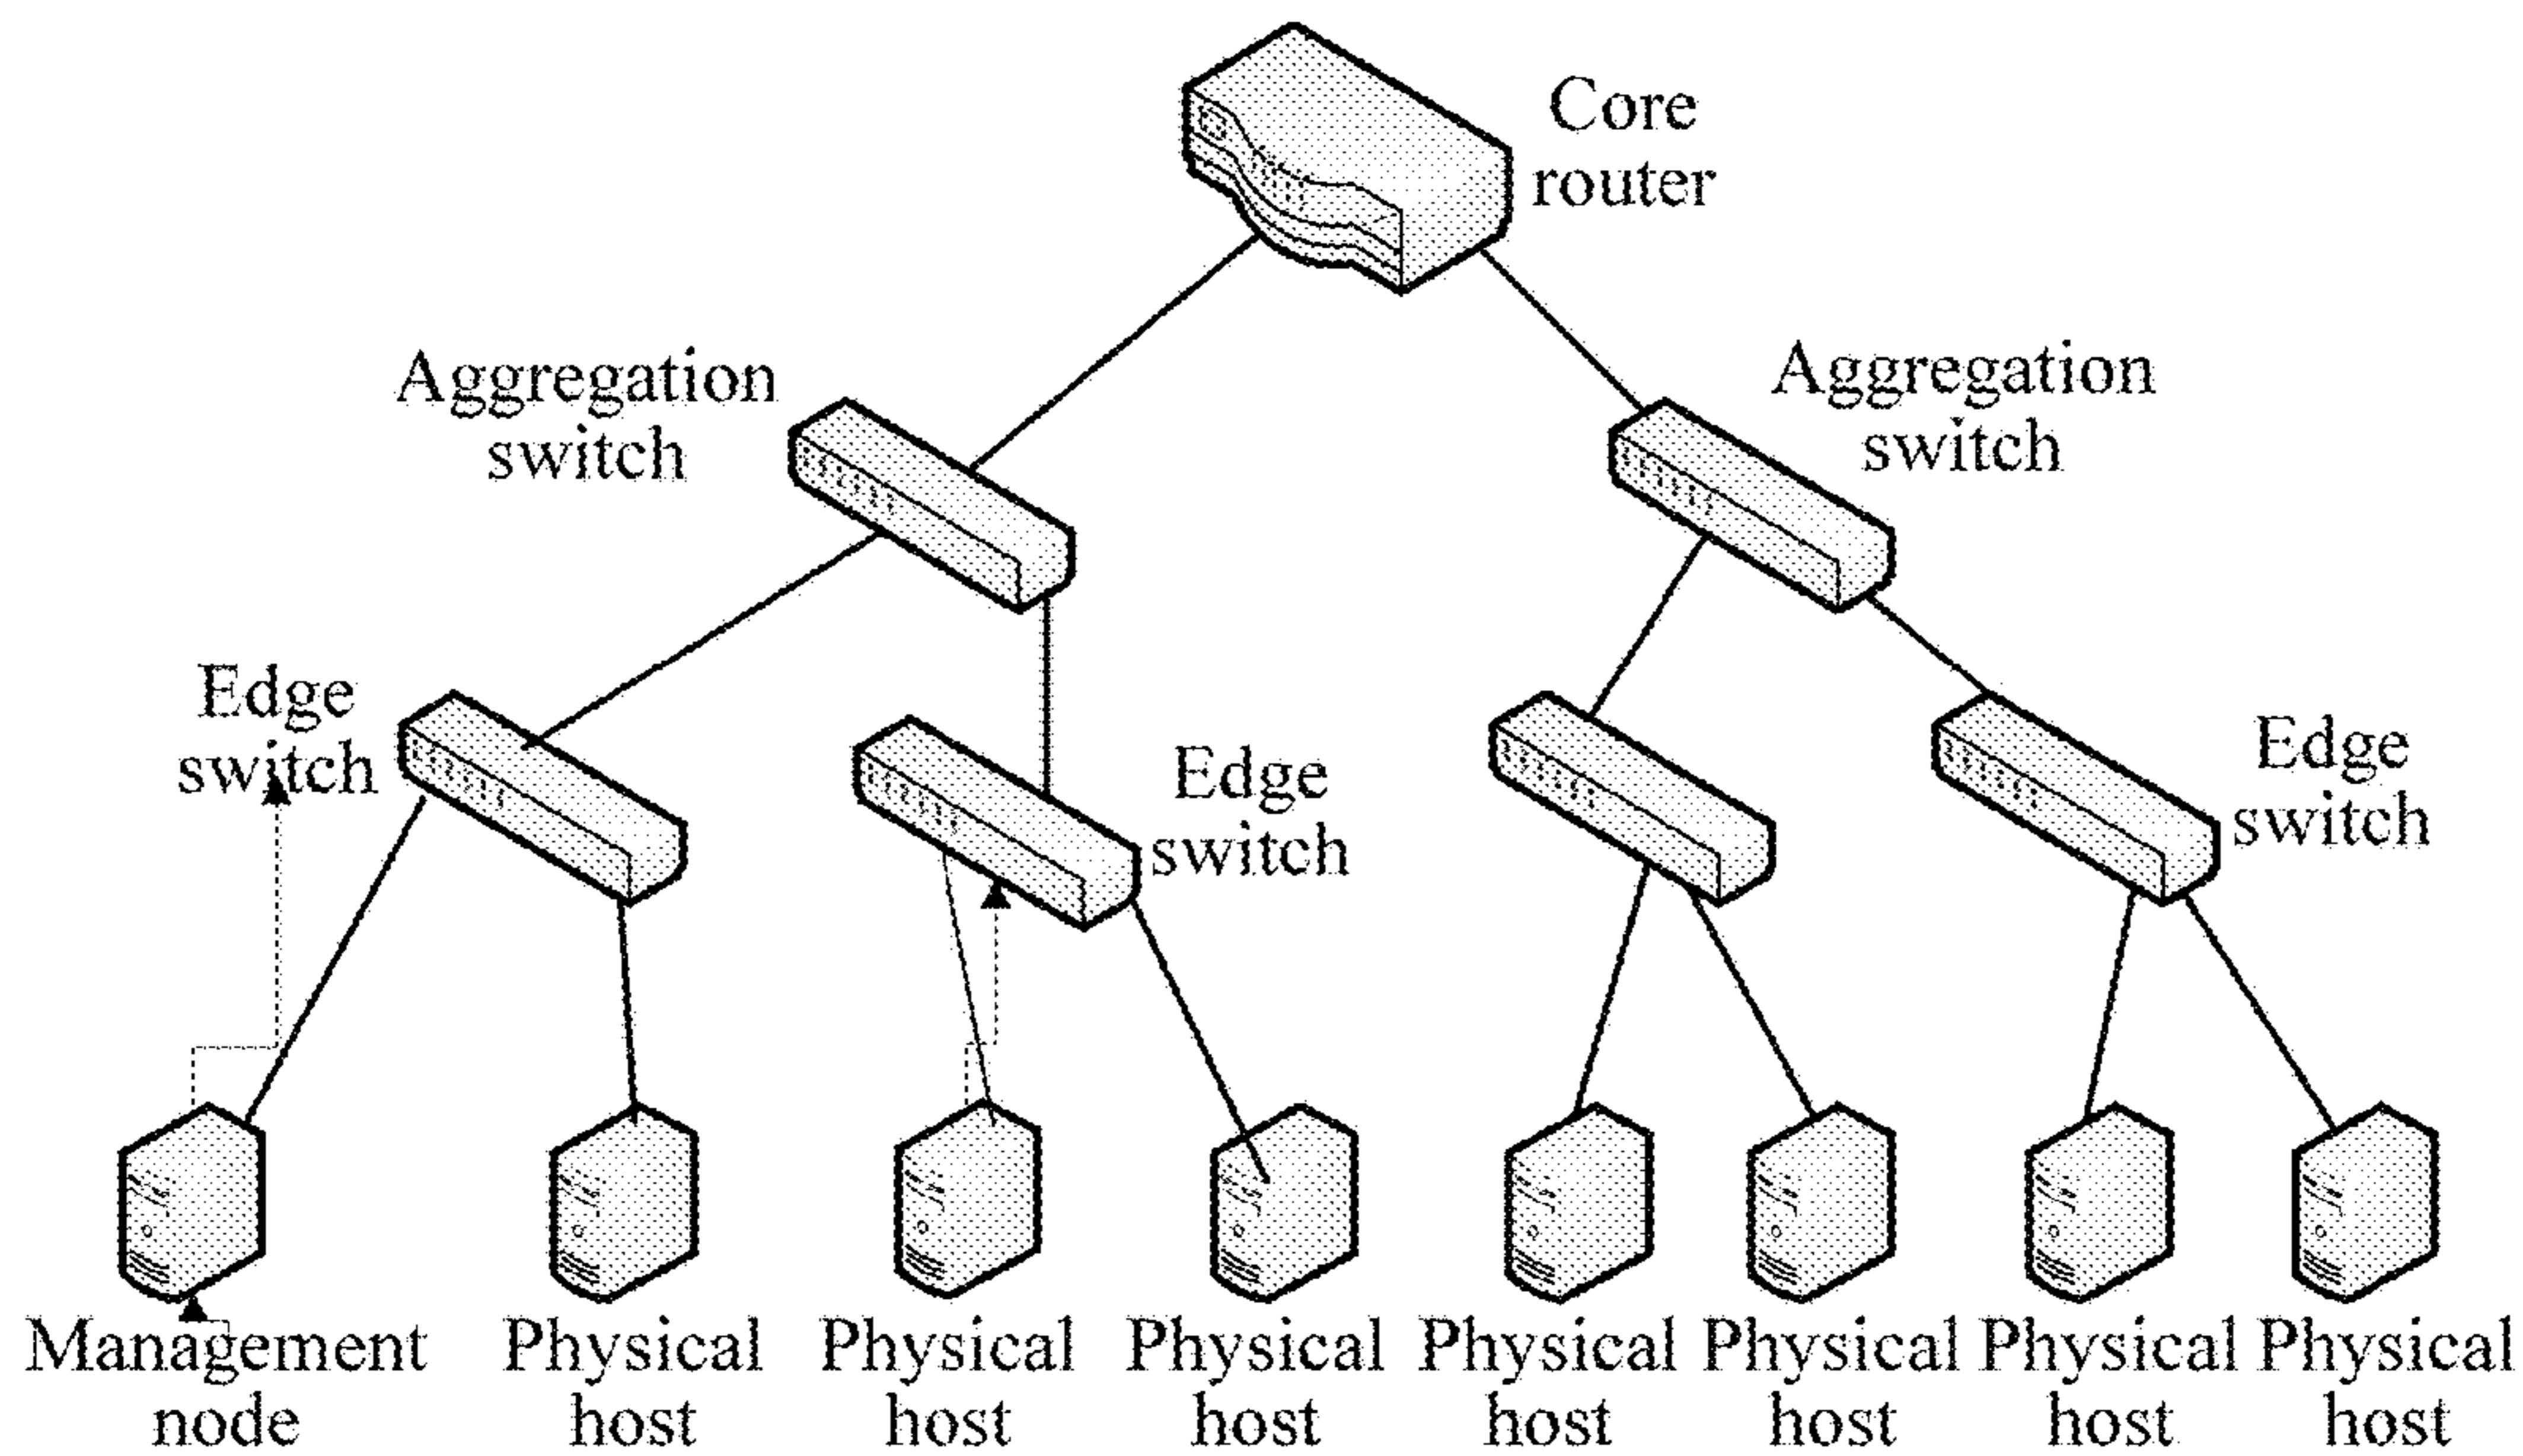 Core
router
Aggregation
switch
Aggregation
switch
Edge
switch
Edge
switch
Edge
switch
Management
node
Physical
host
Physical
host
Physical
host
Physical
host
Physical
host
Physical
host
Physical
host